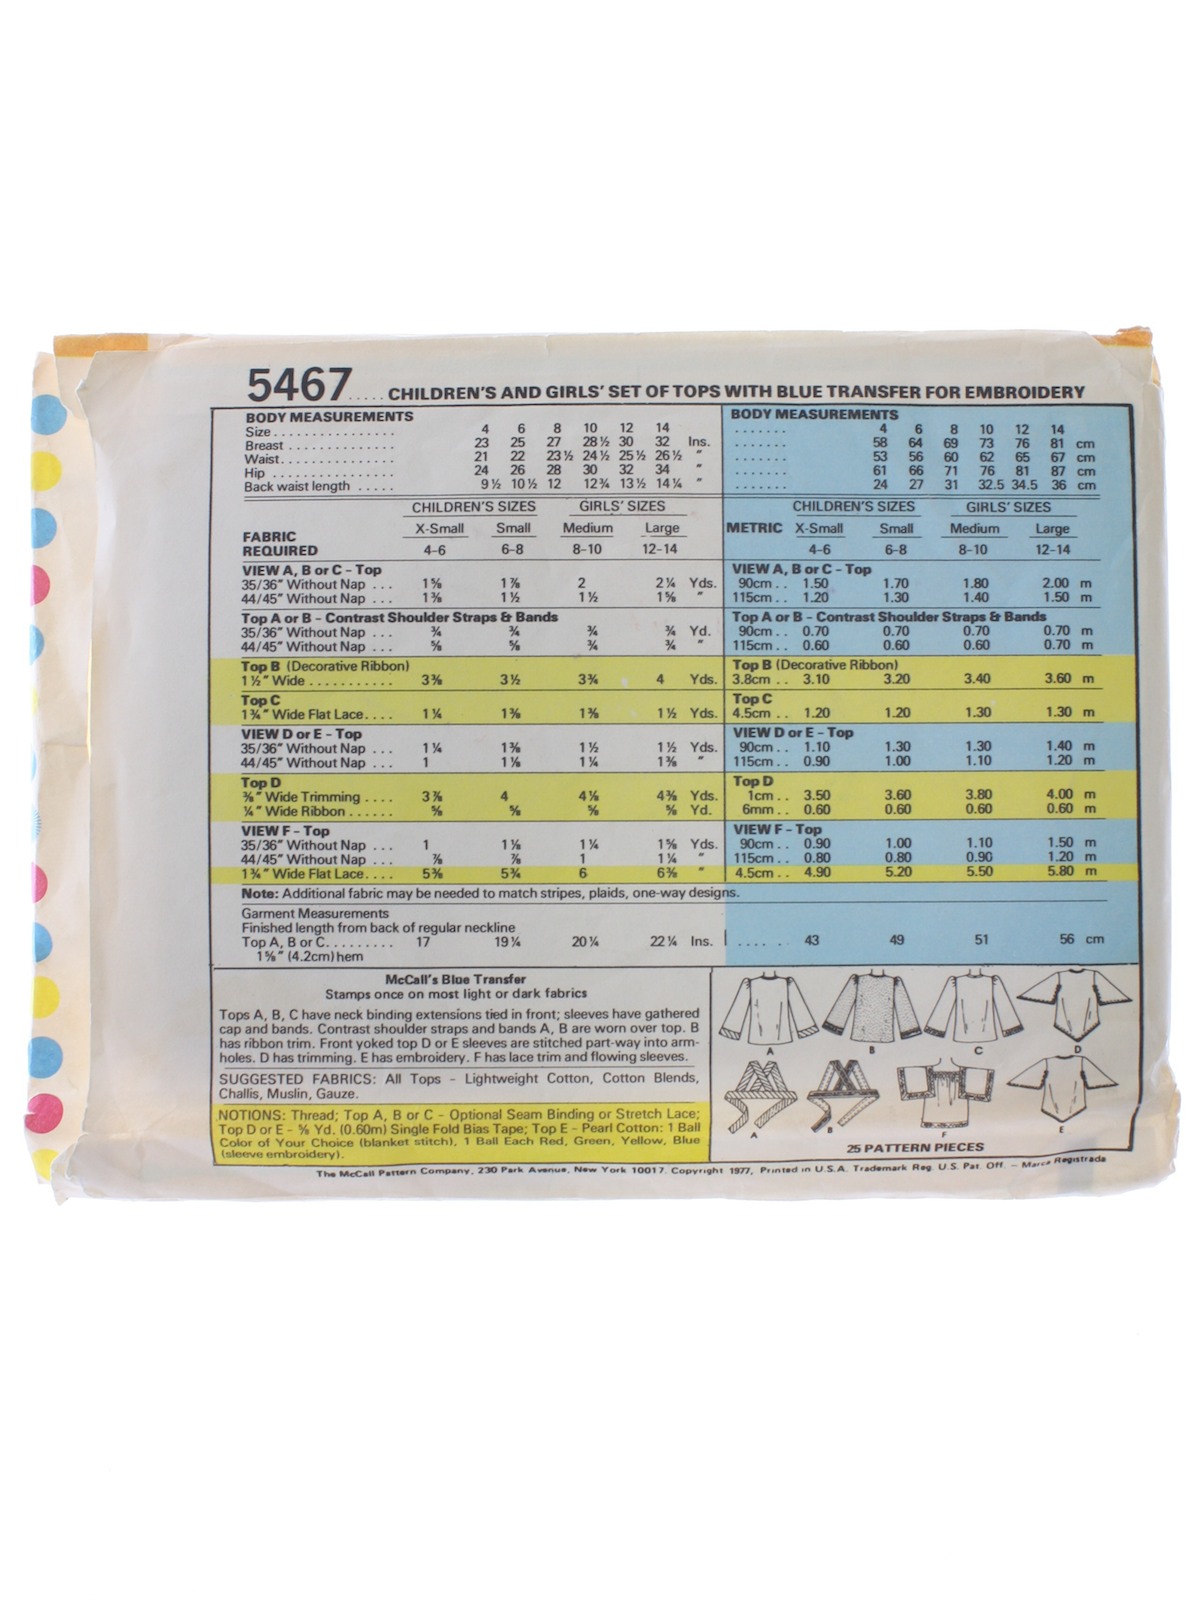 5467.....CHILDREN'S AND GIRLS' SET OF TOPS WITH BLUE TRANSFER FOR EMBROIDERY
BODY MEASUREMENTS
Size................ 4 6 8 10 12 14
Breast .............. 23 25 27 28½ 30 32 Ins.
Waist............... 21 22 23½ 24½ 25½ 26½ "
Hip ................ 24 26 28 30 32 34 "
Back waist length ..... 9½ 10½ 12 12¾ 13½ 14¼ "
BODY MEASUREMENTS
....... 4 6 8 10 12 14
....... 58 64 69 73 76 81 cm
....... 53 56 60 62 65 67 cm
....... 61 66 71 76 81 87 cm
....... 24 27 31 32.5 34.5 36 cm
CHILDREN'S SIZES GIRLS' SIZES
FABRIC REQUIRED
X-Small Small Medium Large
4-6 6-8 8-10 12-14
CHILDREN'S SIZES GIRLS' SIZES
METRIC X-Small Small Medium Large
4-6 6-8 8-10 12-14
VIEW A, B or C - Top
35/36" Without Nap ... 1⅝ 1⅞ 2 2¼ Yds.
44/45" Without Nap ... 1⅜ 1½ 1½ 1⅝ "
VIEW A, B or C - Top
90cm .. 1.50 1.70 1.80 2.00 m
115cm .. 1.20 1.30 1.40 1.50 m
Top A or B - Contrast Shoulder Straps & Bands
35/36" Without Nap ... ¾ ¾ ¾ ¾ Yd.
44/45" Without Nap ... ⅝ ⅝ ¾ ¾ "
Top A or B - Contrast Shoulder Straps & Bands
90cm .. 0.70 0.70 0.70 0.70 m
115cm .. 0.60 0.60 0.60 0.70 m
Top B (Decorative Ribbon)
1½" Wide ........... 3⅜ 3½ 3¾ 4 Yds.
Top B (Decorative Ribbon)
3.8cm .. 3.10 3.20 3.40 3.60 m
Top C
1¾" Wide Flat Lace.... 1¼ 1⅜ 1⅜ 1½ Yds.
Top C
4.5cm .. 1.20 1.20 1.30 1.30 m
VIEW D or E - Top
35/36" Without Nap ... 1¼ 1⅜ 1½ 1½ Yds.
44/45" Without Nap ... 1 1⅛ 1¼ 1⅜ "
VIEW D or E - Top
90cm .. 1.10 1.30 1.30 1.40 m
115cm .. 0.90 1.00 1.10 1.20 m
Top D
⅜" Wide Trimming .... 3⅞ 4 4⅛ 4⅜ Yds.
¼" Wide Ribbon ...... ⅝ ⅝ ⅝ ⅝ Yd.
Top D
1cm .. 3.50 3.60 3.80 4.00 m
6mm .. 0.60 0.60 0.60 0.60 m
VIEW F - Top
35/36" Without Nap ... 1 1⅛ 1¼ 1⅝ Yds.
44/45" Without Nap ... ⅞ ⅞ 1 1¼ "
1¾" Wide Flat Lace.... 5⅜ 5¾ 6 6⅜ "
VIEW F - Top
90cm .. 0.90 1.00 1.10 1.50 m
115cm .. 0.80 0.80 0.90 1.20 m
4.5cm .. 4.90 5.20 5.50 5.80 m
Note: Additional fabric may be needed to match stripes, plaids, one-way designs.
Garment Measurements
Finished length from back of regular neckline
Top A, B or C......... 17 19¼ 20¼ 22¼ Ins. ...... 43 49 51 56 cm
1⅝" (4.2cm) hem
McCall's Blue Transfer
Stamps once on most light or dark fabrics
Tops A, B, C have neck binding extensions tied in front; sleeves have gathered
cap and bands. Contrast shoulder straps and bands A, B are worn over top. B
has ribbon trim. Front yoked top D or E sleeves are stitched part-way into arm-
holes. D has trimming. E has embroidery. F has lace trim and flowing sleeves.
SUGGESTED FABRICS: All Tops - Lightweight Cotton, Cotton Blends,
Challis, Muslin, Gauze.
NOTIONS: Thread; Top A, B or C - Optional Seam Binding or Stretch Lace;
Top D or E - ⅝ Yd. (0.60m) Single Fold Bias Tape; Top E - Pearl Cotton: 1 Ball
Color of Your Choice (blanket stitch), 1 Ball Each Red, Green, Yellow, Blue
(sleeve embroidery).
A B C D
A B F E
25 PATTERN PIECES
The McCall Pattern Company, 230 Park Avenue, New York 10017. Copyright 1977, Printed in U.S.A. Trademark Reg. U.S. Pat. Off. - Marca Registrada